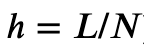 h = L/N